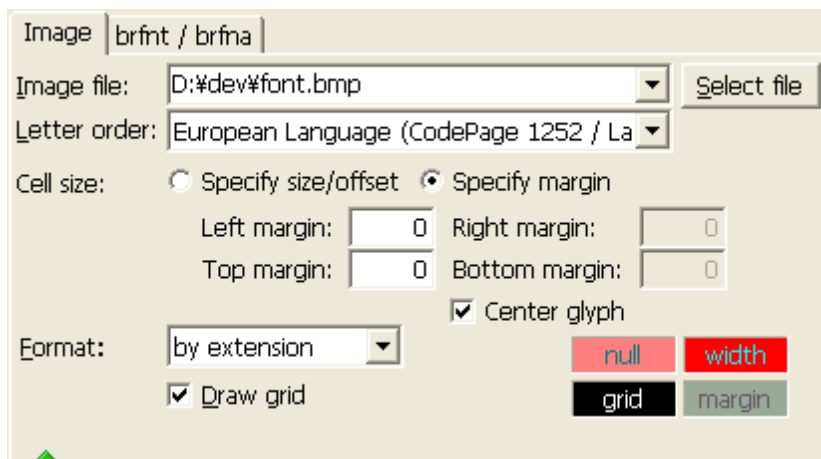 Image brfnt / brfna
Image file: D:¥dev¥font.bmp Select file
Letter order: European Language (CodePage 1252 / La
Cell size: Specify size/offset Specify margin
Left margin: 0 Right margin: 0
Top margin: 0 Bottom margin: 0
Center glyph
Format: by extension null width
Draw grid grid margin